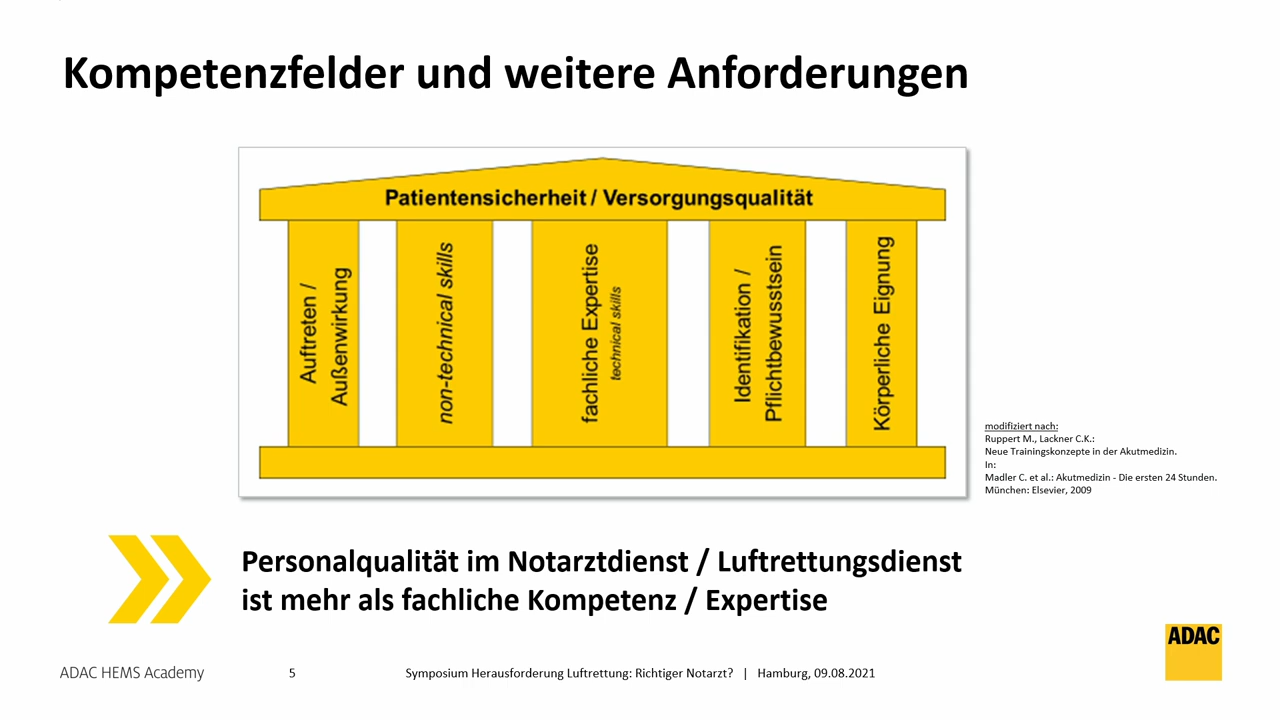 Kompetenzfelder und weitere Anforderungen
Patientensicherheit / Versorgungsqualität
Auftreten /
Außenwirkung
non-technical skills
fachliche Expertise
technical skills
Identifikation /
Pflichtbewusstsein
Körperliche Eignung
modifiziert nach:
Ruppert M., Lackner C.K.:
Neue Trainingskonzepte in der Akutmedizin.
In:
Madler C. et al.: Akutmedizin - Die ersten 24 Stunden.
München: Elsevier, 2009
Personalqualität im Notarztdienst / Luftrettungsdienst
ist mehr als fachliche Kompetenz / Expertise
ADAC
ADAC HEMS Academy
5
Symposium Herausforderung Luftrettung: Richtiger Notarzt? | Hamburg, 09.08.2021